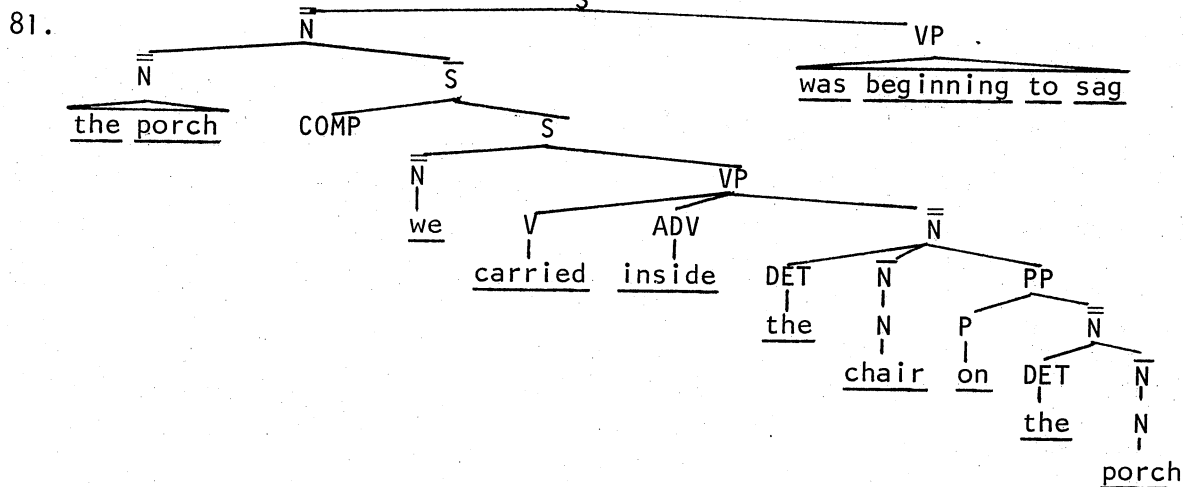 S
81. N̿ VP
N̿ S̅ was beginning to sag
the porch COMP S
N̿ VP
we V ADV N̿
carried inside DET N̅ PP
the N P N̿
chair on DET N̅
the N
porch